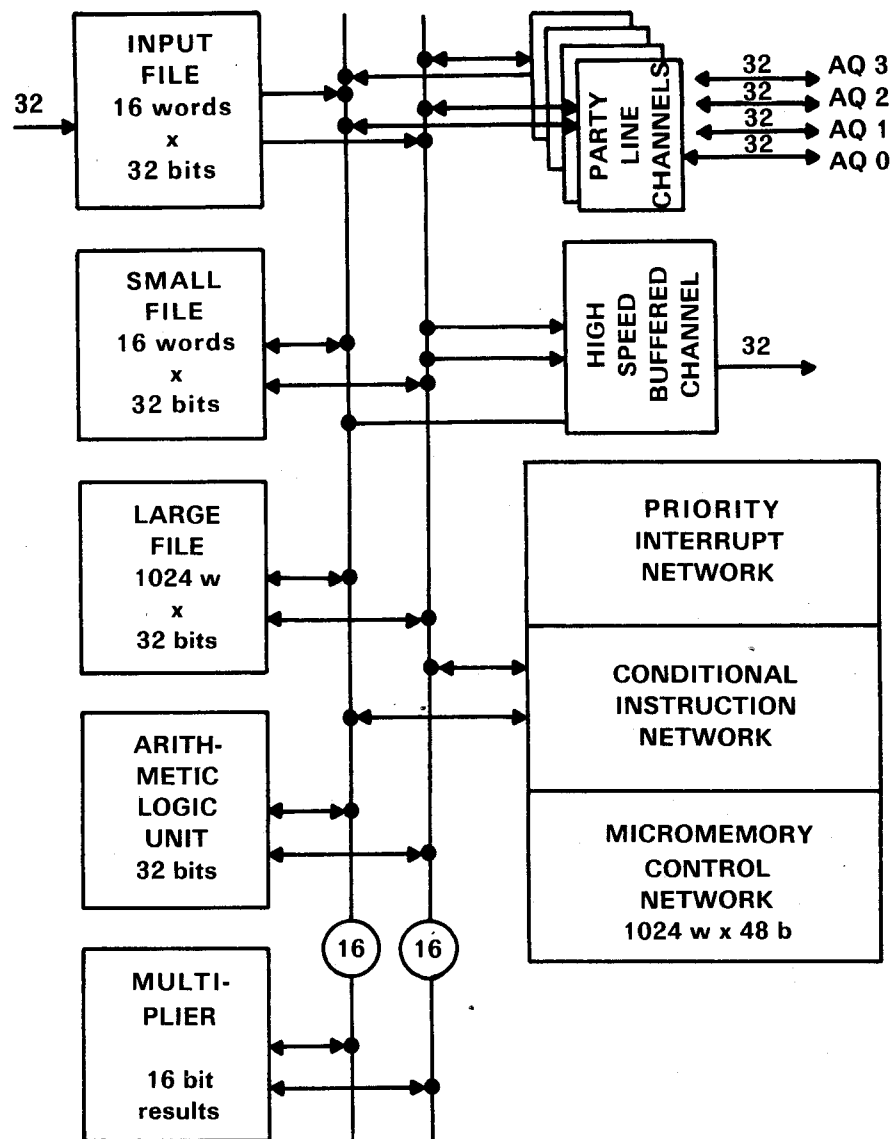 INPUT
FILE
16 words
x
32 bits
32
PARTY
LINE
CHANNELS
32
AQ 3
32
AQ 2
32
AQ 1
32
AQ 0
SMALL
FILE
16 words
x
32 bits
HIGH
SPEED
BUFFERED
CHANNEL
32
LARGE
FILE
1024 w
x
32 bits
PRIORITY
INTERRUPT
NETWORK
CONDITIONAL
INSTRUCTION
NETWORK
ARITH-
METIC
LOGIC
UNIT
32 bits
MICROMEMORY
CONTROL
NETWORK
1024 w x 48 b
16
16
MULTI-
PLIER
16 bit
results